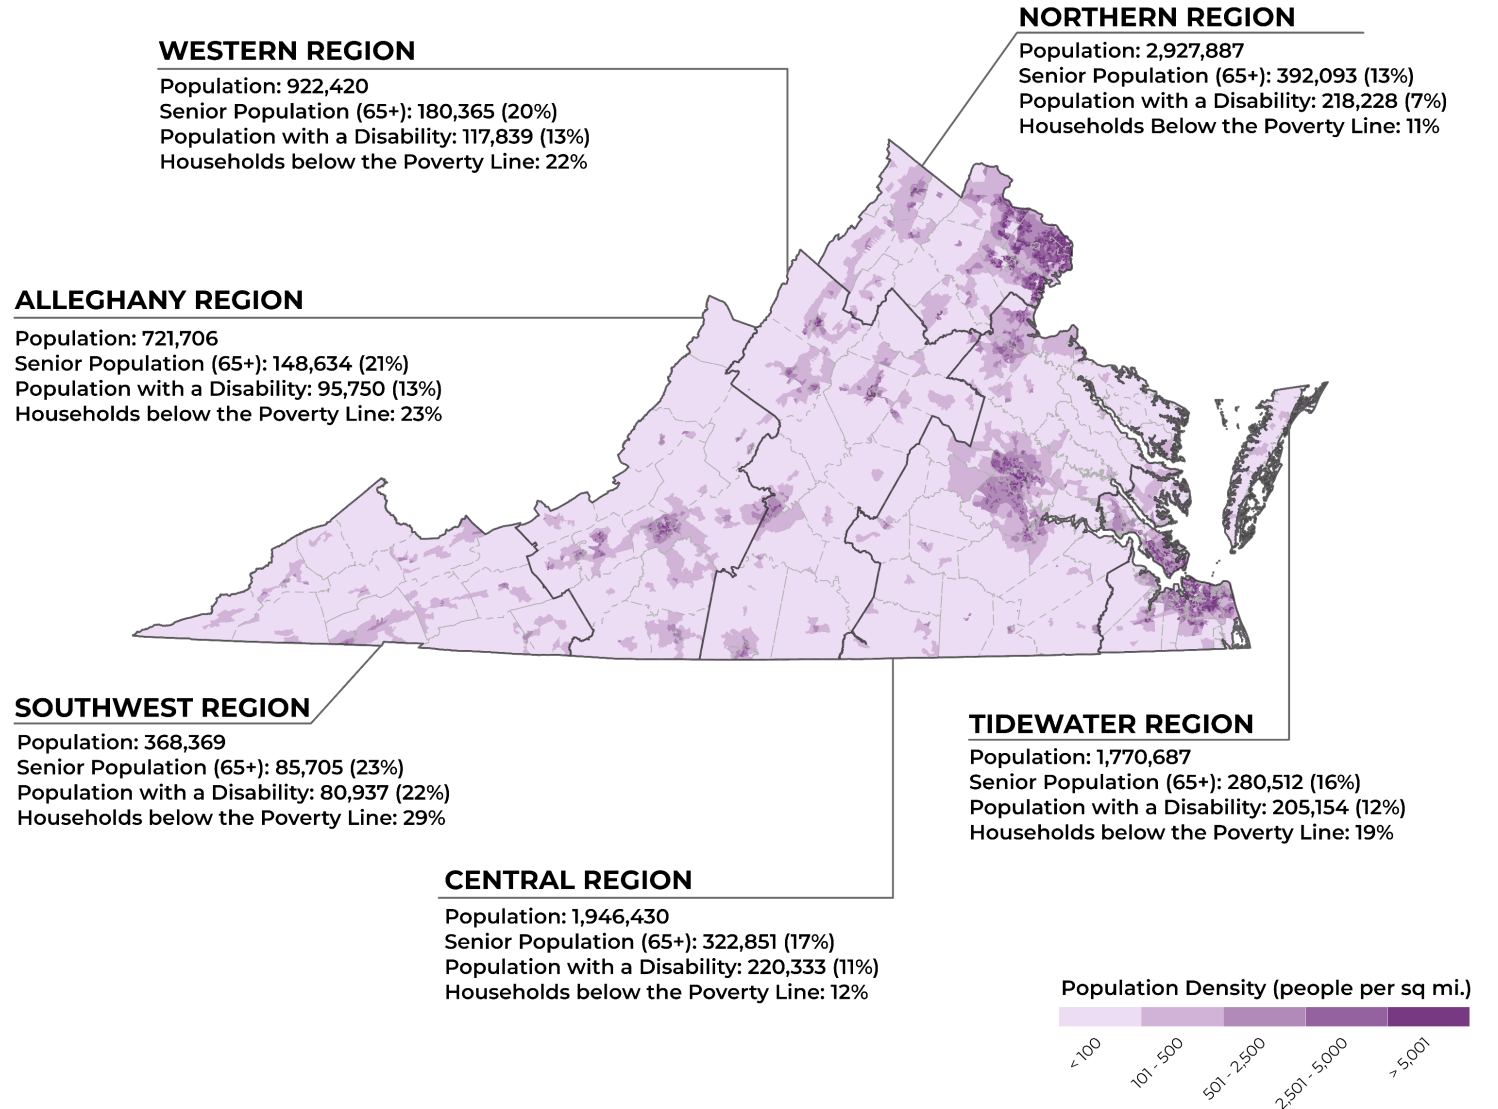 NORTHERN REGION
Population: 2,927,887
Senior Population (65+): 392,093 (13%)
Population with a Disability: 218,228 (7%)
Households Below the Poverty Line: 11%
WESTERN REGION
Population: 922,420
Senior Population (65+): 180,365 (20%)
Population with a Disability: 117,839 (13%)
Households below the Poverty Line: 22%
ALLEGHANY REGION
Population: 721,706
Senior Population (65+): 148,634 (21%)
Population with a Disability: 95,750 (13%)
Households below the Poverty Line: 23%
SOUTHWEST REGION
Population: 368,369
Senior Population (65+): 85,705 (23%)
Population with a Disability: 80,937 (22%)
Households below the Poverty Line: 29%
TIDEWATER REGION
Population: 1,770,687
Senior Population (65+): 280,512 (16%)
Population with a Disability: 205,154 (12%)
Households below the Poverty Line: 19%
CENTRAL REGION
Population: 1,946,430
Senior Population (65+): 322,851 (17%)
Population with a Disability: 220,333 (11%)
Households below the Poverty Line: 12%
Population Density (people per sq mi.)
< 100
101 - 500
501 - 2,500
2,501 - 5,000
> 5,001